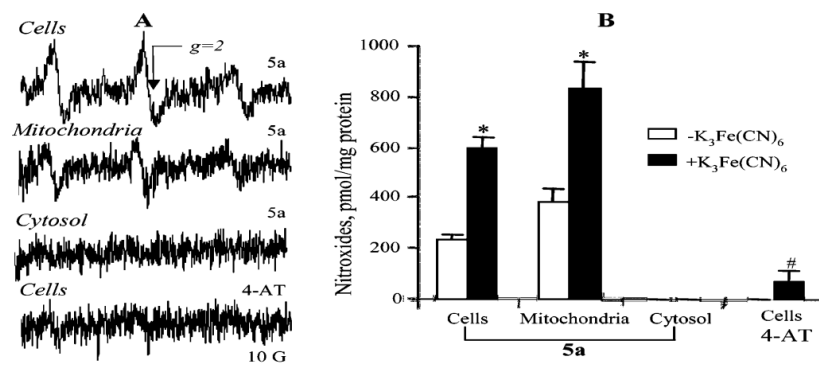 A
Cells
g=2
5a
Mitochondria
5a
Cytosol
5a
Cells
4-AT
10 G
B
Nitroxides, pmol/mg protein
1000
800
600
400
200
0
*
*
#
-K₃Fe(CN)₆
+K₃Fe(CN)₆
Cells Mitochondria Cytosol Cells
5a 4-AT